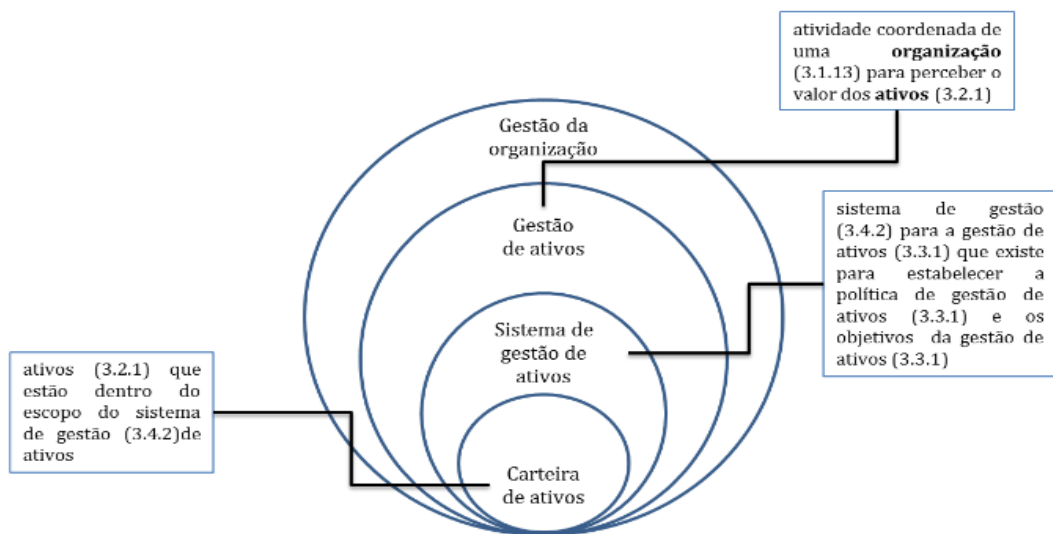 atividade coordenada de
uma organização
(3.1.13) para perceber o
valor dos ativos (3.2.1)
Gestão da
organização
Gestão
de ativos
sistema de gestão
(3.4.2) para a gestão de
ativos (3.3.1) que existe
para estabelecer a
política de gestão de
ativos (3.3.1) e os
objetivos da gestão de
ativos (3.3.1)
Sistema de
gestão de
ativos
ativos (3.2.1) que
estão dentro do
escopo do sistema
de gestão (3.4.2)de
ativos
Carteira
de ativos